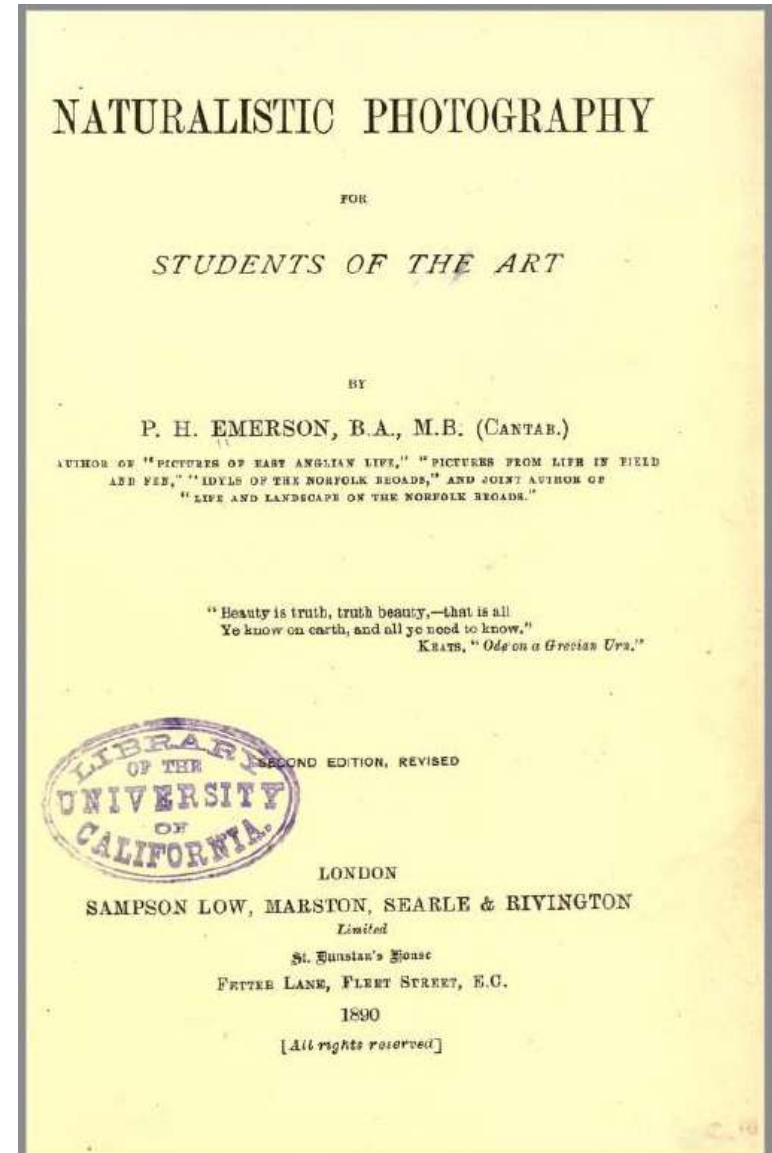 NATURALISTIC PHOTOGRAPHY
FOR
STUDENTS OF THE ART
BY
P. H. EMERSON, B.A., M.B. (CANTAB.)
AUTHOR OF "PICTURES OF EAST ANGLIAN LIFE," "PICTURES FROM LIFE IN FIELD
AND FEN," "IDYLS OF THE NORFOLK BROADS," AND JOINT AUTHOR OF
"LIFE AND LANDSCAPE ON THE NORFOLK BROADS."
"Beauty is truth, truth beauty,—that is all
Ye know on earth, and all ye need to know."
KEATS, "Ode on a Grecian Urn."
SECOND EDITION, REVISED
LIBRARY
OF THE
UNIVERSITY
OF
CALIFORNIA.
LONDON
SAMPSON LOW, MARSTON, SEARLE & RIVINGTON
Limited
St. Dunstan's House
FETTER LANE, FLEET STREET, E.C.
1890
[All rights reserved]